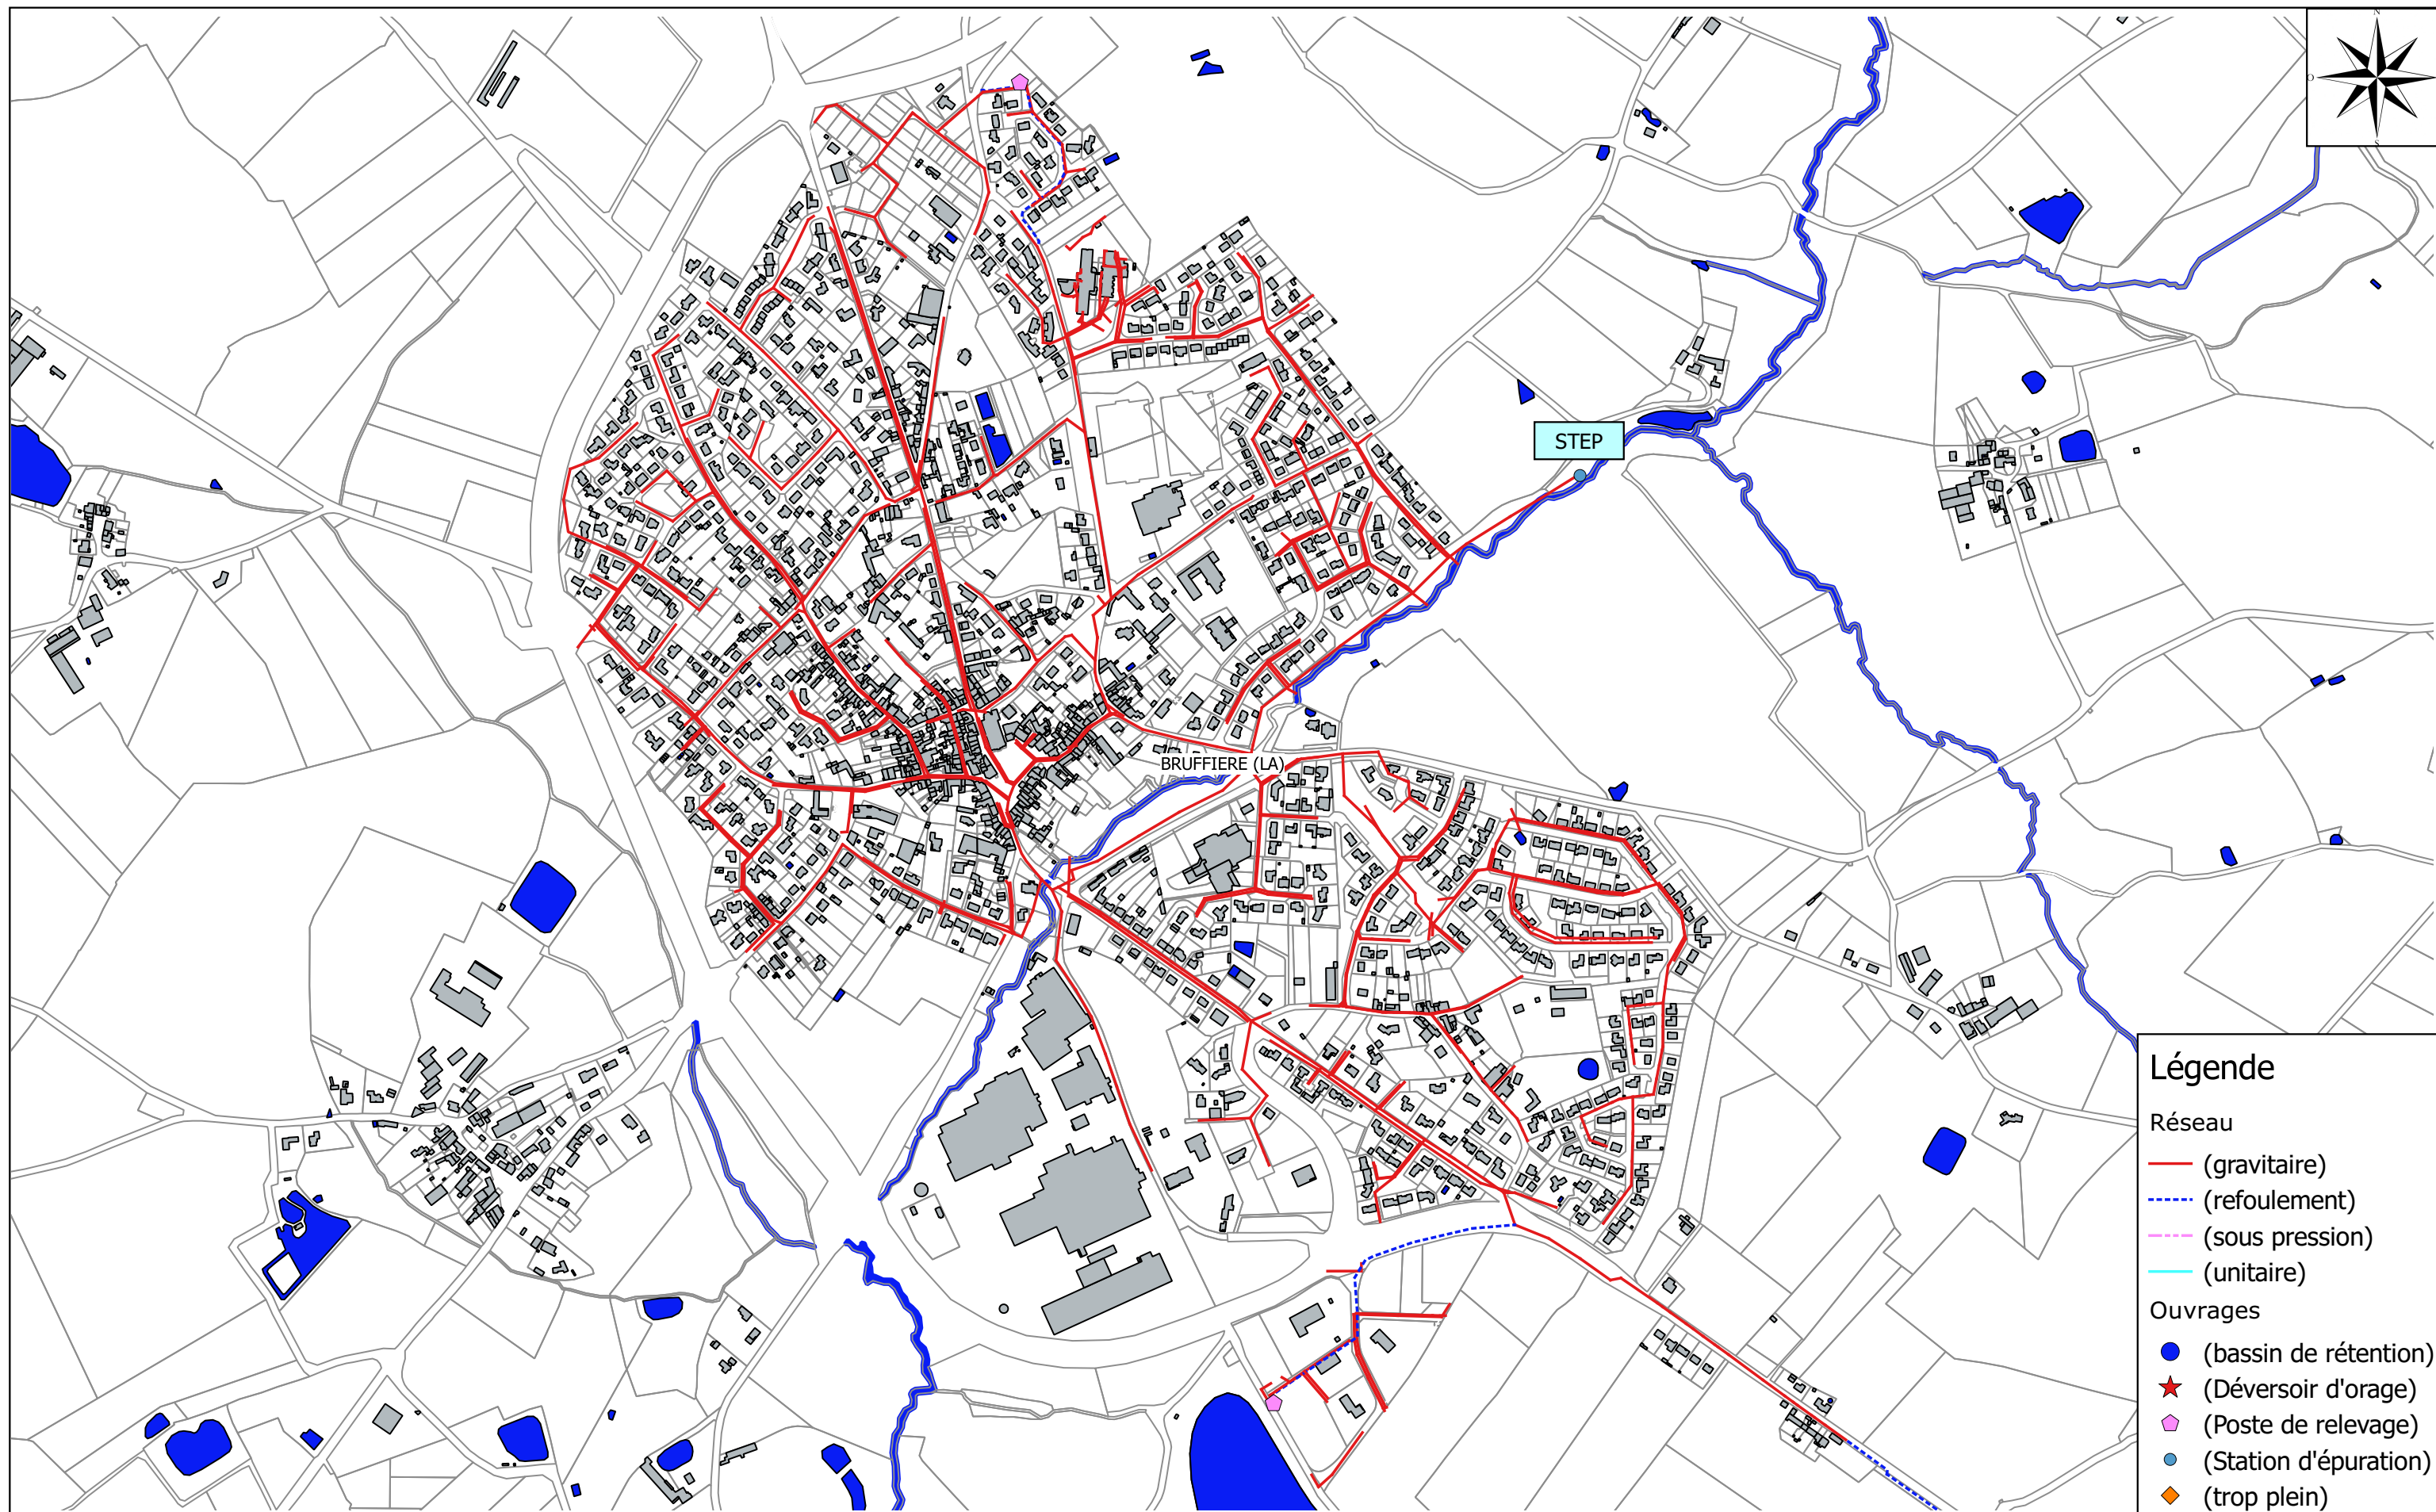 N
O
S
STEP
BRUFFIERE (LA)
Légende
Réseau
(gravitaire)
(refoulement)
(sous pression)
(unitaire)
Ouvrages
(bassin de rétention)
(Déversoir d'orage)
(Poste de relevage)
(Station d'épuration)
(trop plein)